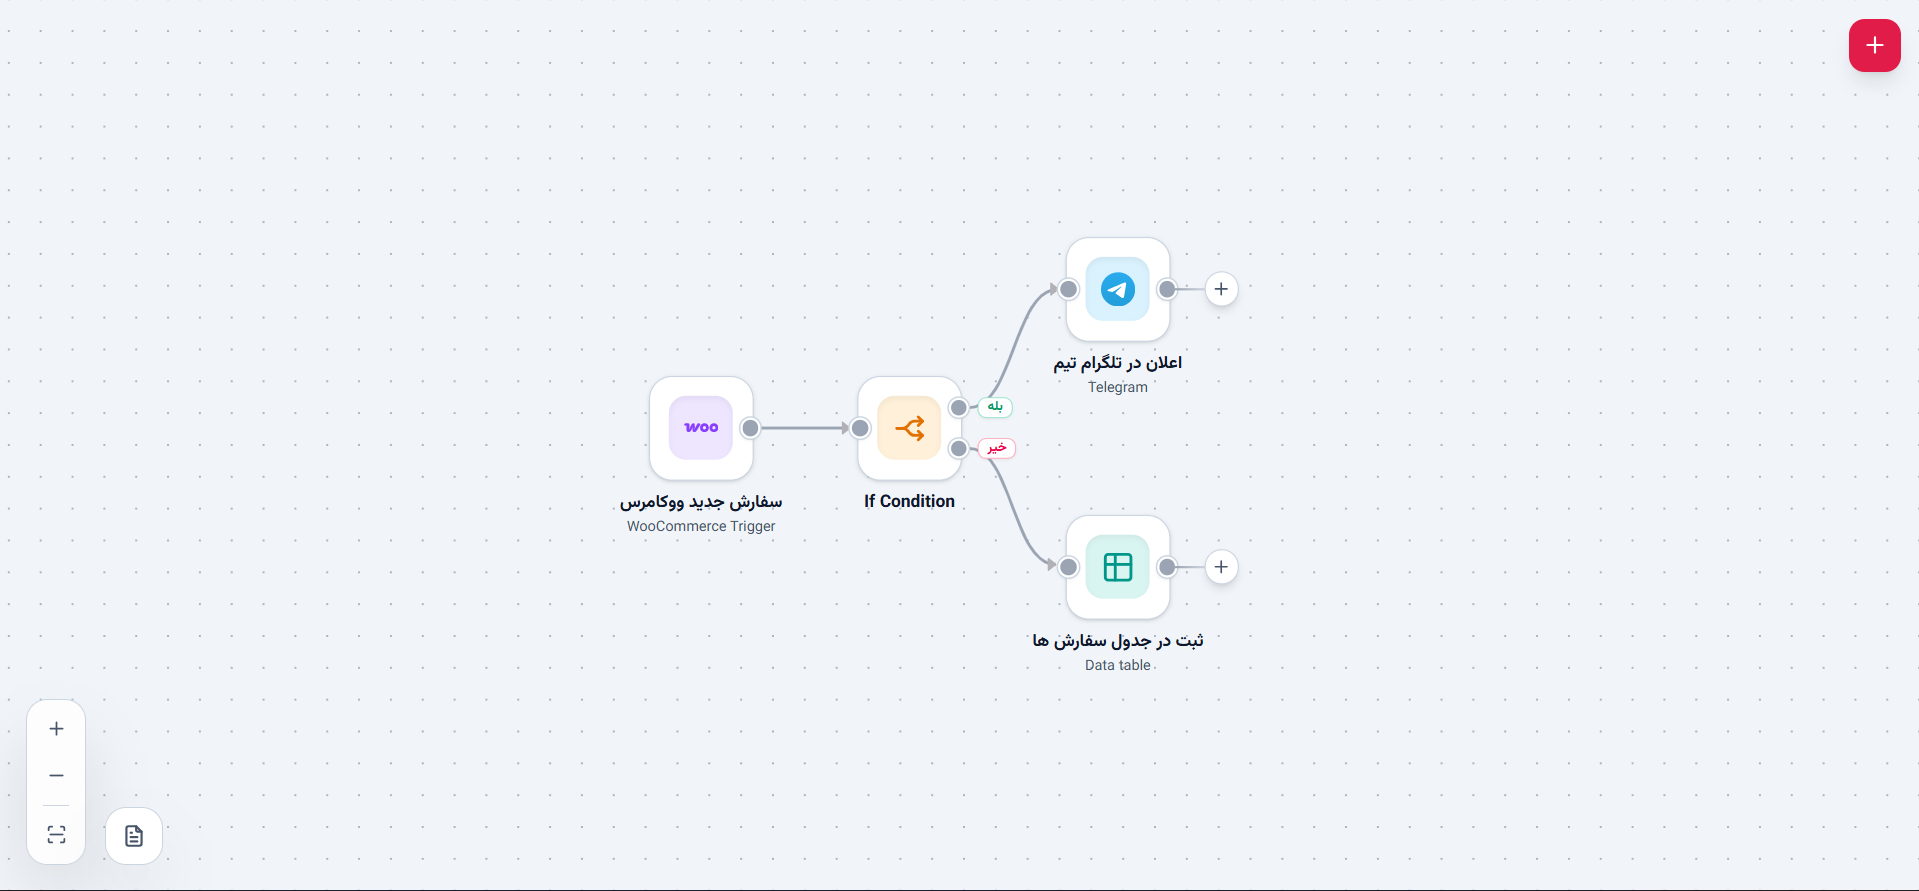 اعلان در تلگرام تیم
Telegram
بله
woo
خیر
سفارش جدید ووکامرس
WooCommerce Trigger
If Condition
ثبت در جدول سفارش ها
Data table